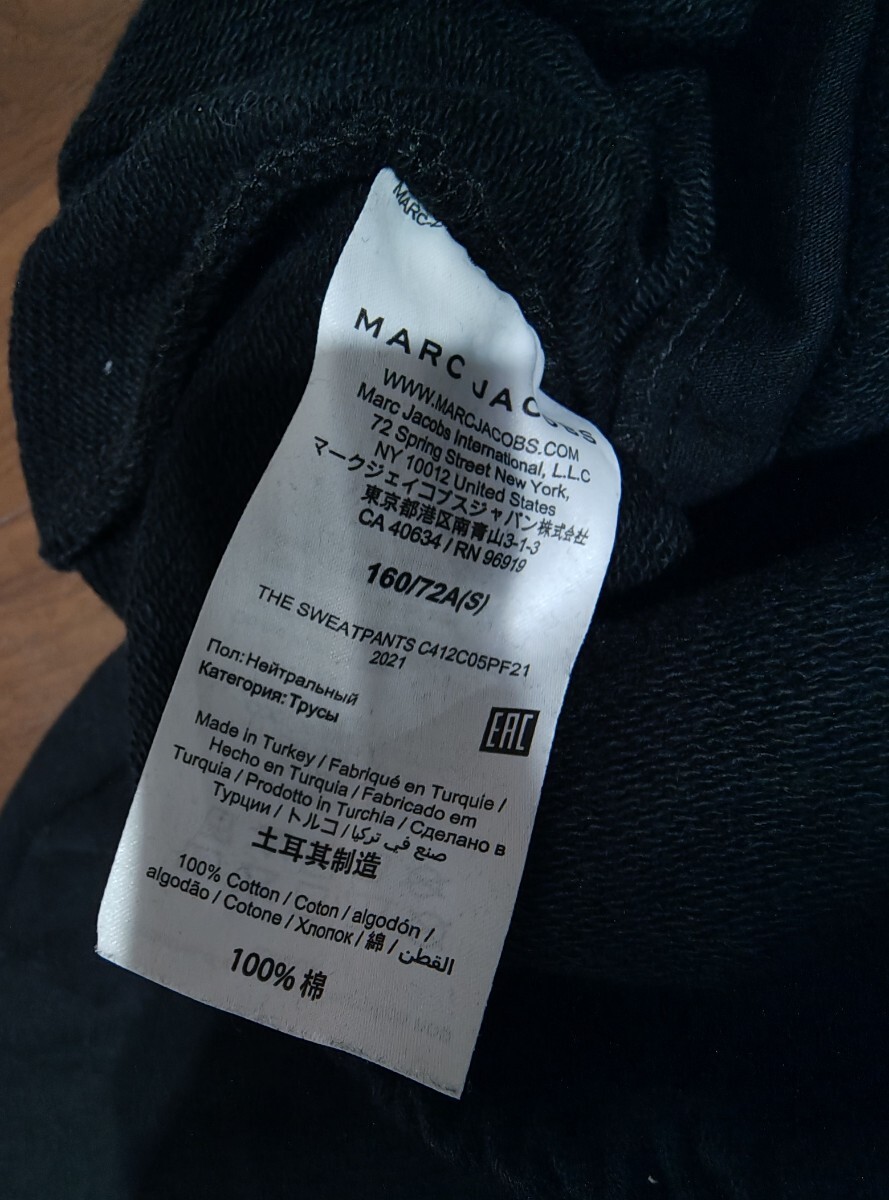 MARC
MARC JACOBS
WWW.MARCJACOBS.COM
Marc Jacobs International, L.L.C
72 Spring Street New York,
NY 10012 United States
マークジェイコブスジャパン株式会社
東京都港区南青山3-1-3
CA 40634 / RN 96919
160/72A(S)
THE SWEATPANTS C412C05PF21
2021
Пол: Нейтральный
Категория: Трусы
EAC
Made in Turkey / Fabriqué en Turquie /
Hecho en Turquia / Fabricado em
Turquia / Prodotto in Turchia / Сделано в
Турции / トルコ / صنع في تركيا
土耳其制造
100% Cotton / Coton / algodón /
algodão / Cotone / Хлопок / 綿 / القطن
100% 棉